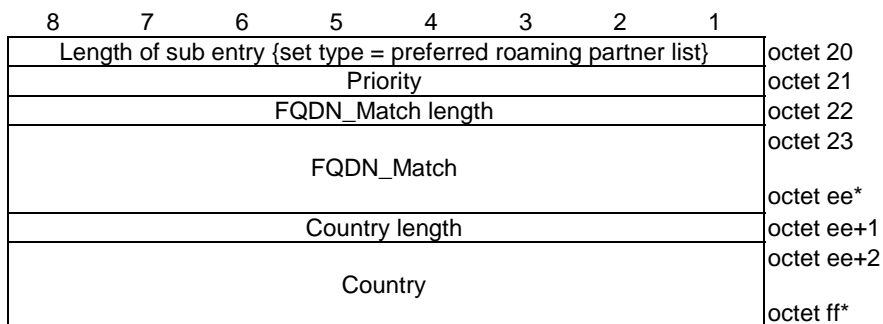 8 7 6 5 4 3 2 1
Length of sub entry {set type = preferred roaming partner list} octet 20
Priority octet 21
FQDN_Match length octet 22
octet 23
FQDN_Match
octet ee*
Country length octet ee+1
octet ee+2
Country
octet ff*